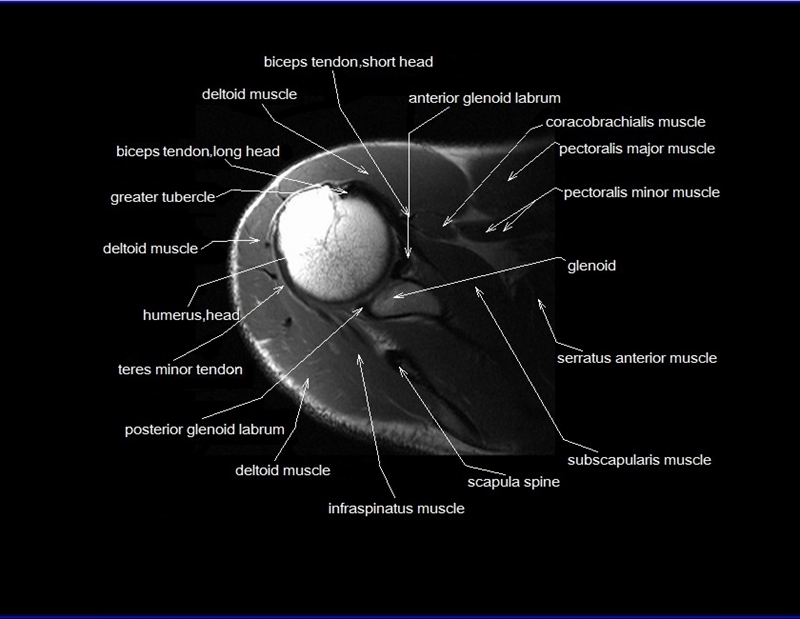 biceps tendon,short head
deltoid muscle
anterior glenoid labrum
coracobrachialis muscle
biceps tendon,long head
pectoralis major muscle
greater tubercle
pectoralis minor muscle
deltoid muscle
glenoid
humerus,head
serratus anterior muscle
teres minor tendon
posterior glenoid labrum
subscapularis muscle
deltoid muscle
scapula spine
infraspinatus muscle